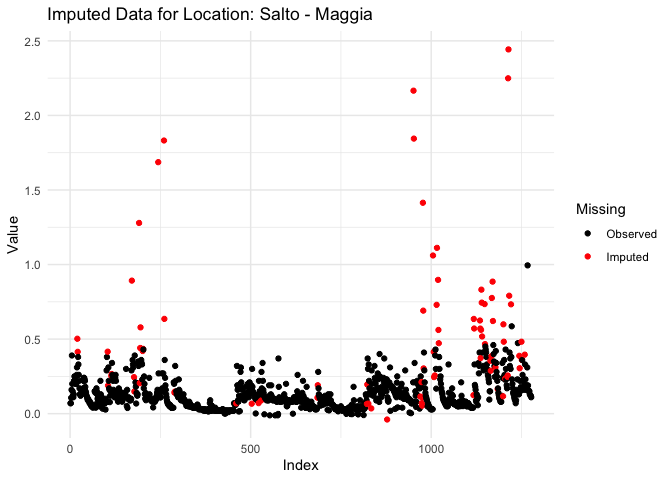 Imputed Data for Location: Salto - Maggia
2.5
2.0
1.5
1.0
0.5
0.0
Value
0
500
1000
Index
Missing
Observed
Imputed